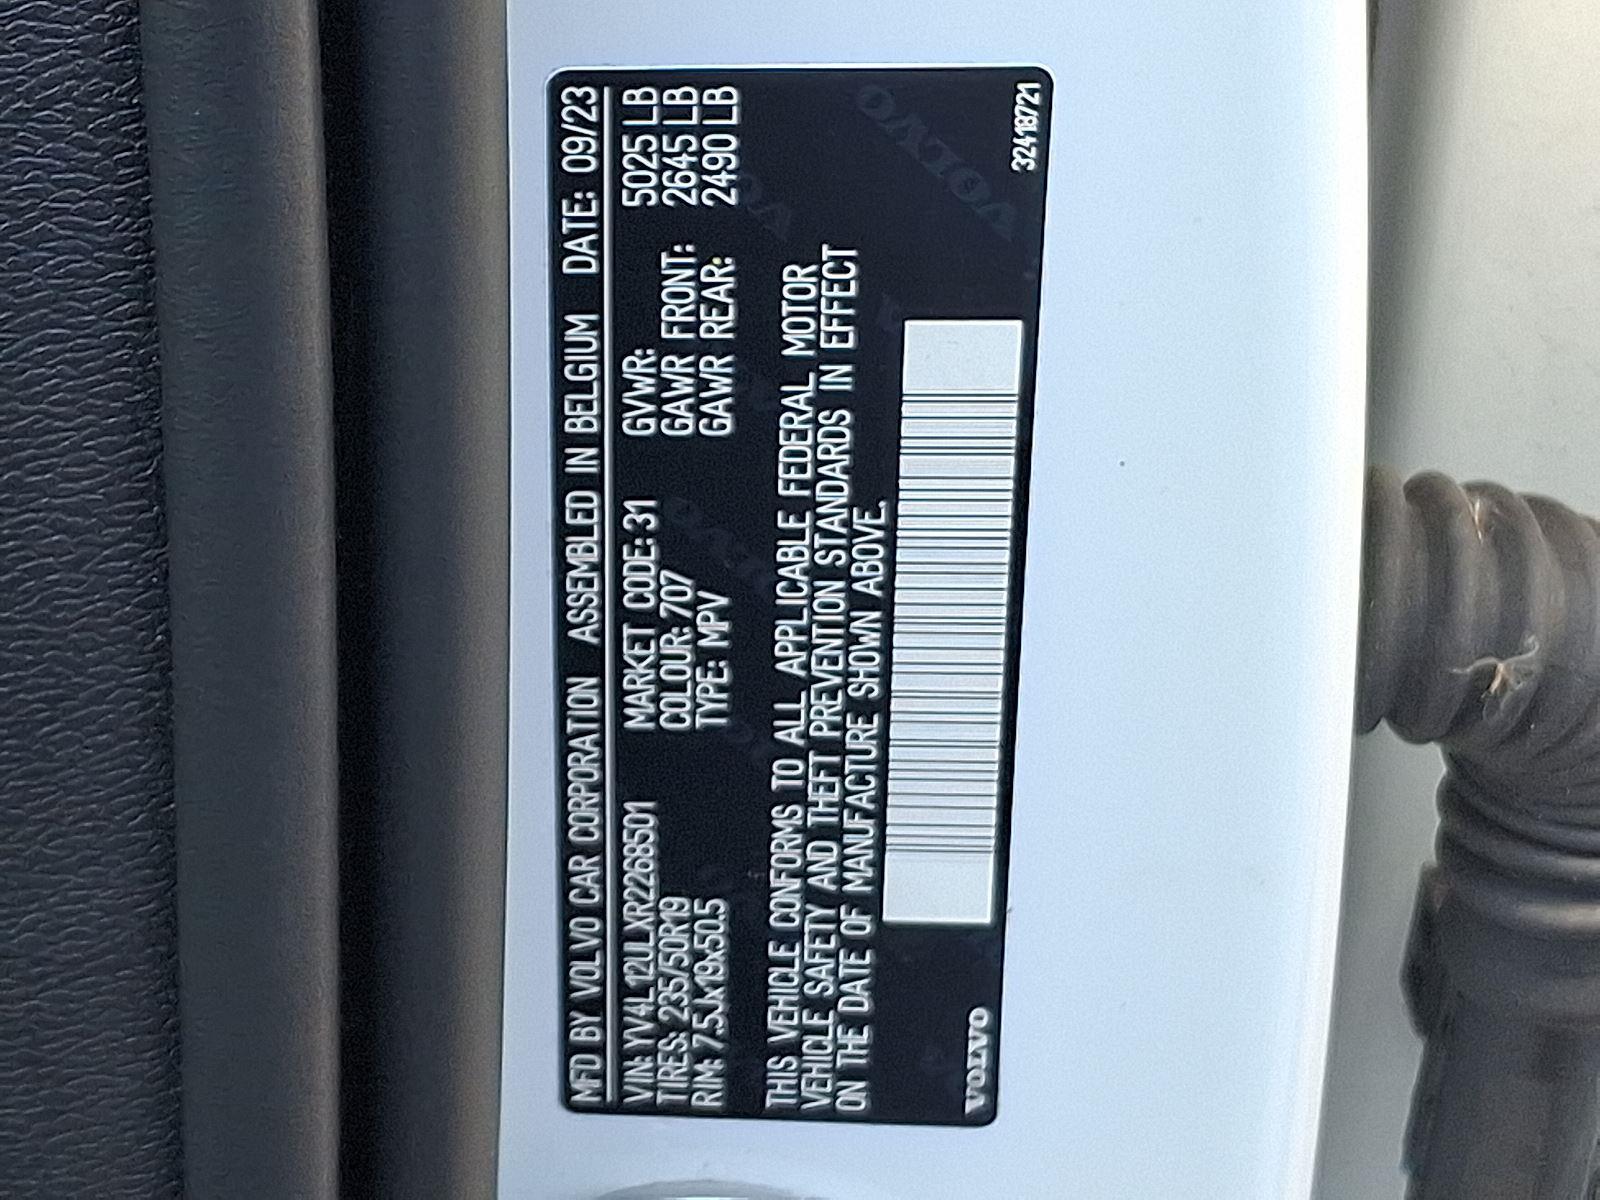 MFD BY VOLVO CAR CORPORATION ASSEMBLED IN BELGIUM DATE: 09/23
VIN: YV4L12ULXR2268501 MARKET CODE: 31 GVWR: 5025 LB
TIRES: 235/50R19 COLOUR: 707 GAWR FRONT: 2645 LB
RIM: 7.5Jx19x50.5 TYPE: MPV GAWR REAR: 2490 LB
THIS VEHICLE CONFORMS TO ALL APPLICABLE FEDERAL MOTOR
VEHICLE SAFETY AND THEFT PREVENTION STANDARDS IN EFFECT
ON THE DATE OF MANUFACTURE SHOWN ABOVE.
VOLVO 32418721